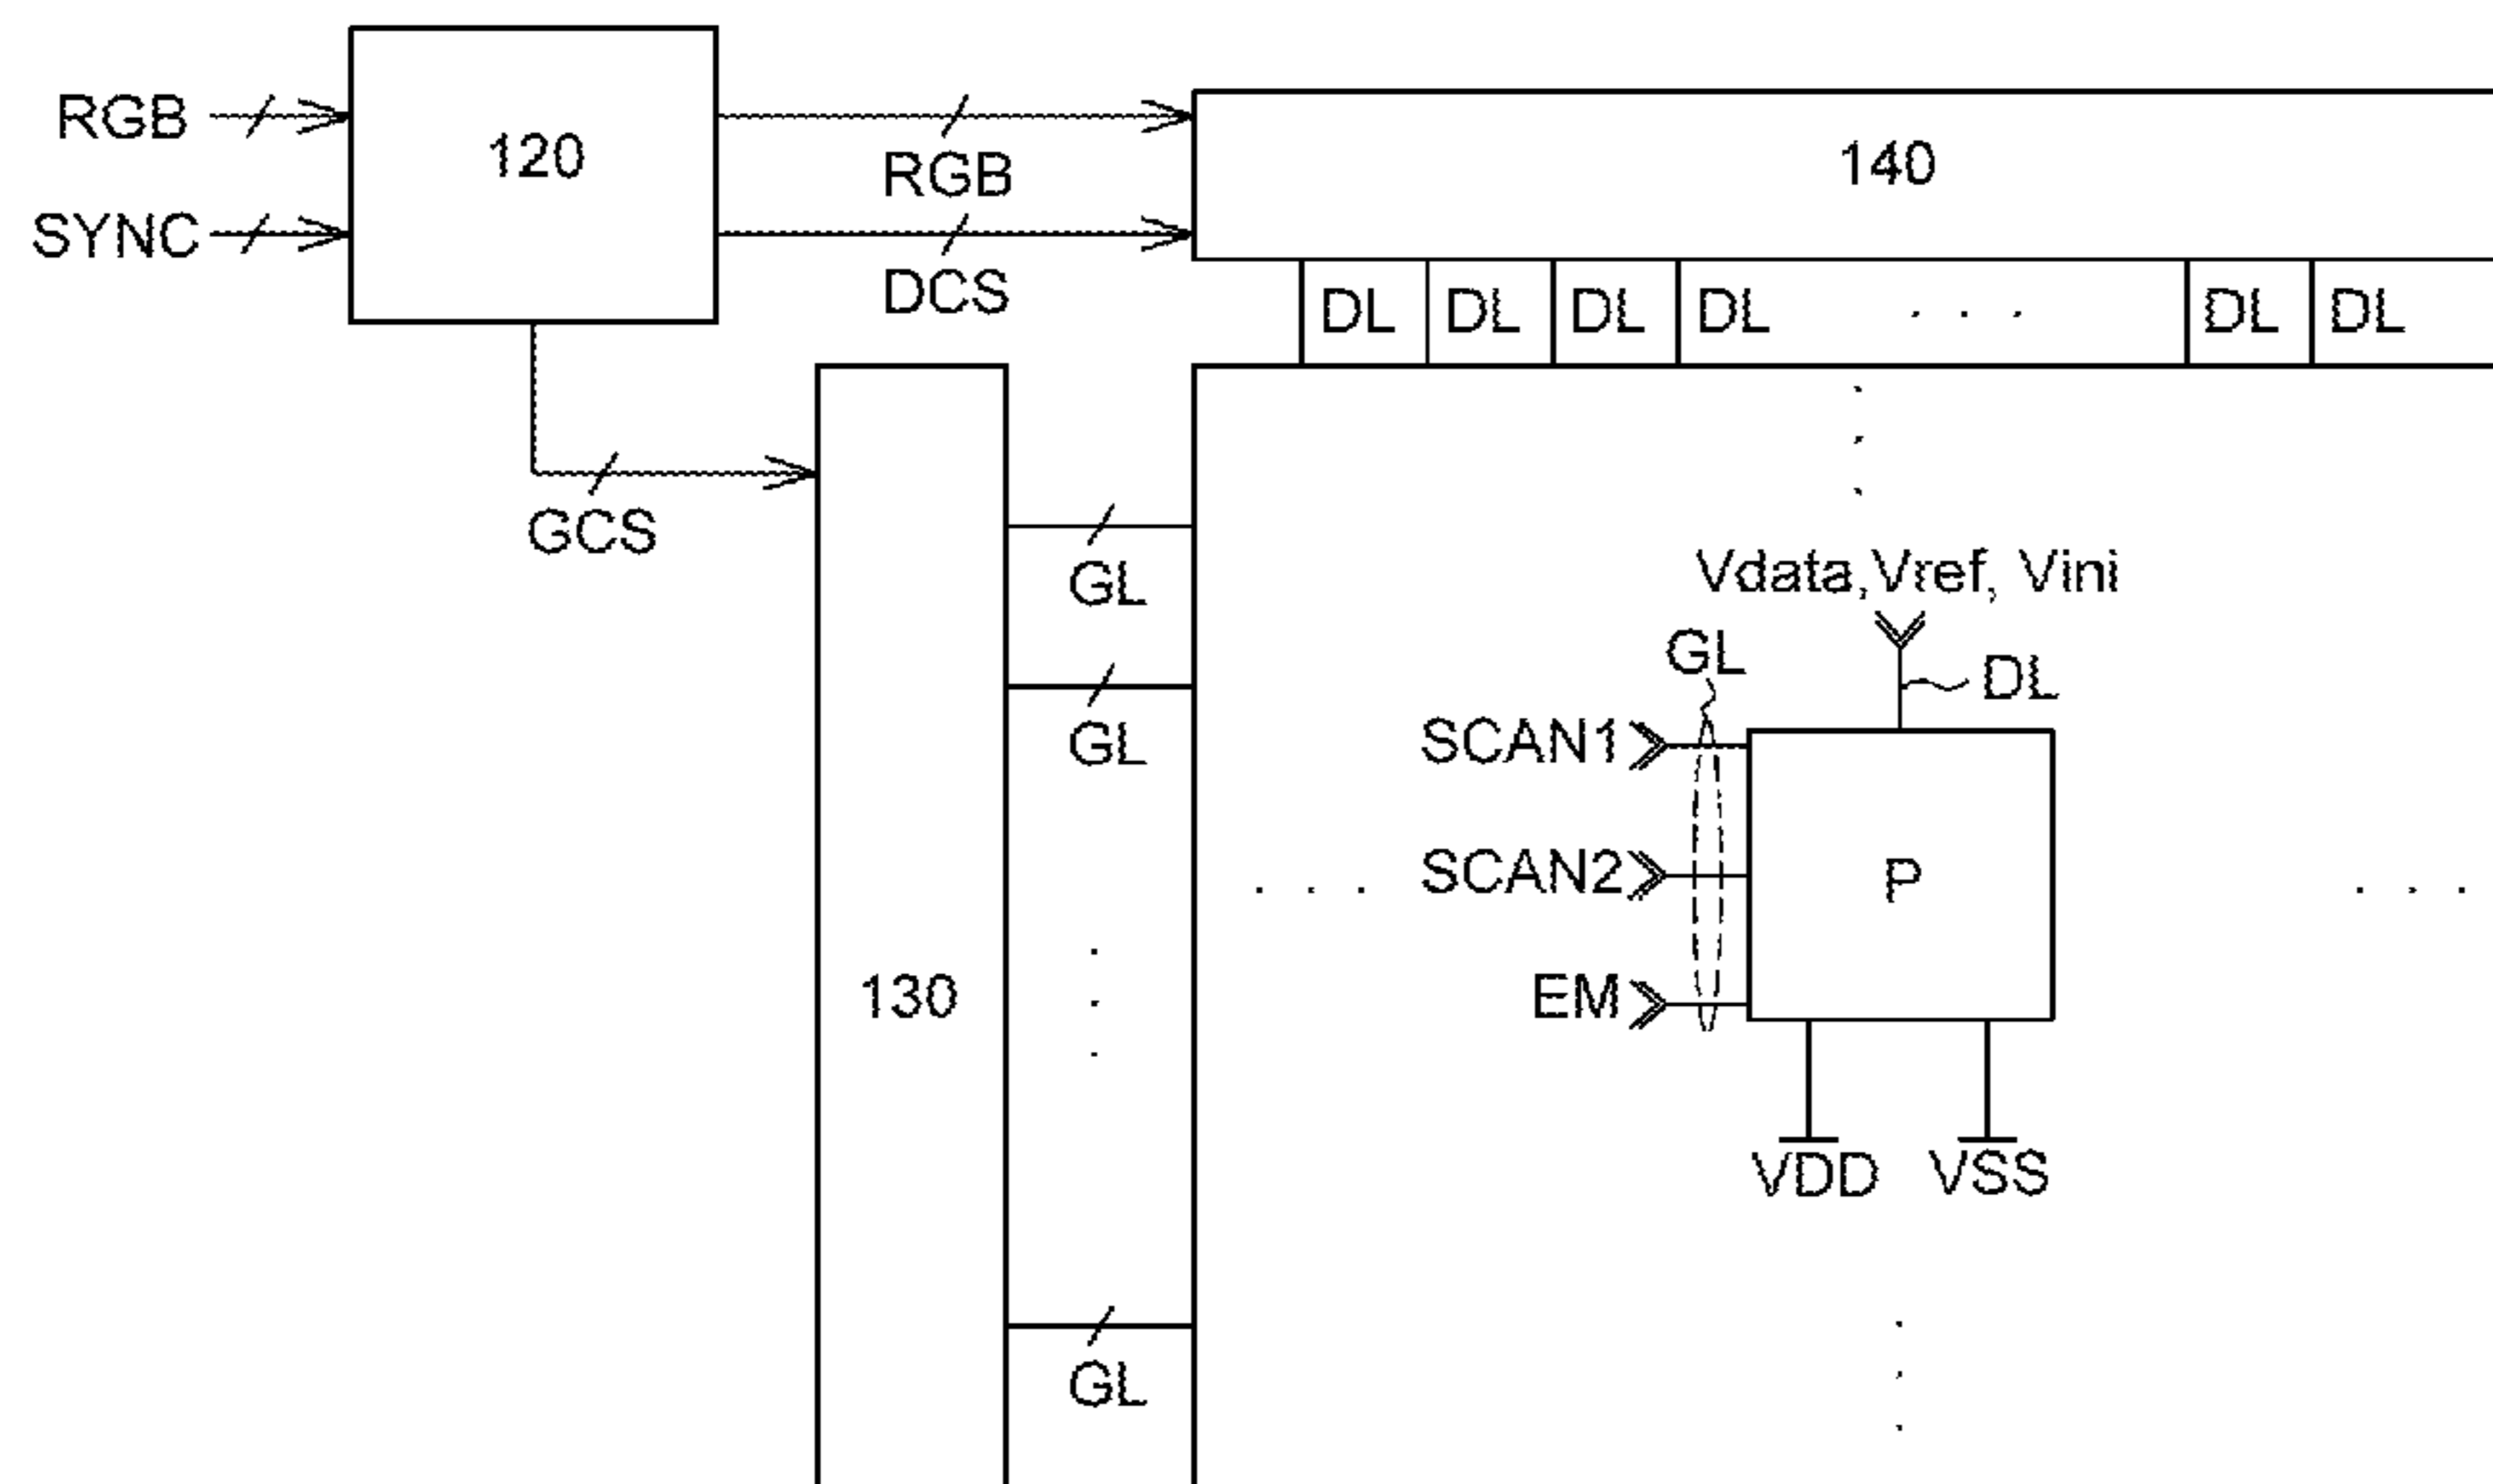 RGB
120
RGB
140
SYNC
DCS
DL DL DL DL . . . DL DL
GCS
GL
Vdata,Vref, Vini
GL
DL
GL
SCAN1
. . . SCAN2
P
. . .
EM
130
VDD VSS
GL